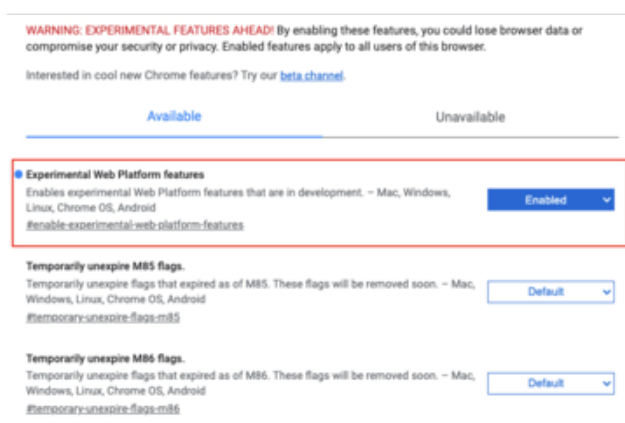 WARNING: EXPERIMENTAL FEATURES AHEAD! By enabling these features, you could lose browser data or
compromise your security or privacy. Enabled features apply to all users of this browser.
Interested in cool new Chrome features? Try our beta channel.
Available
Unavailable
Experimental Web Platform features
Enables experimental Web Platform features that are in development. – Mac, Windows,
Linux, Chrome OS, Android
#enable-experimental-web-platform-features
Enabled
Temporarily unexpire M85 flags.
Temporarily unexpire flags that expired as of M85. These flags will be removed soon. – Mac,
Windows, Linux, Chrome OS, Android
#temporary-unexpire-flags-m85
Default
Temporarily unexpire M86 flags.
Temporarily unexpire flags that expired as of M86. These flags will be removed soon. – Mac,
Windows, Linux, Chrome OS, Android
#temporary-unexpire-flags-m86
Default